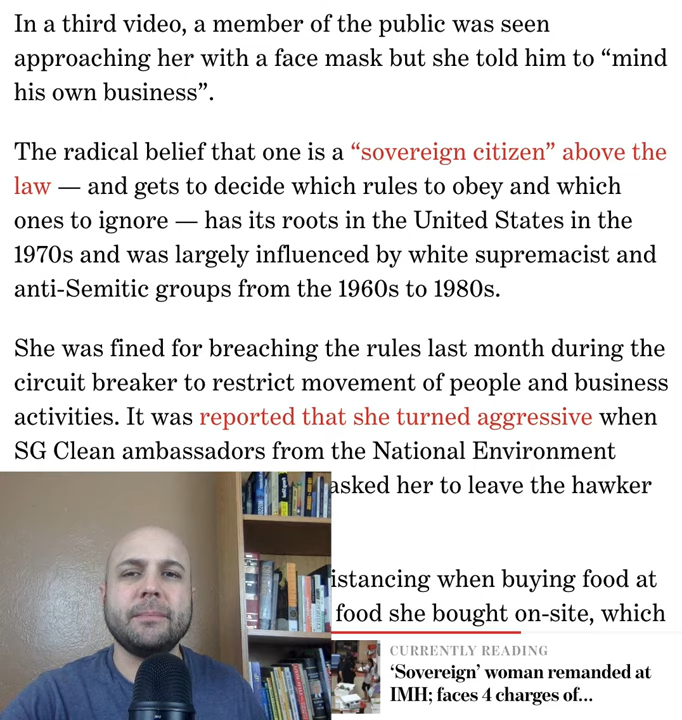 In a third video, a member of the public was seen
approaching her with a face mask but she told him to “mind
his own business”.
The radical belief that one is a “sovereign citizen” above the
law — and gets to decide which rules to obey and which
ones to ignore — has its roots in the United States in the
1970s and was largely influenced by white supremacist and
anti-Semitic groups from the 1960s to 1980s.
She was fined for breaching the rules last month during the
circuit breaker to restrict movement of people and business
activities. It was reported that she turned aggressive when
SG Clean ambassadors from the National Environment
asked her to leave the hawker
istancing when buying food at
food she bought on-site, which
CURRENTLY READING
‘Sovereign’ woman remanded at
IMH; faces 4 charges of...